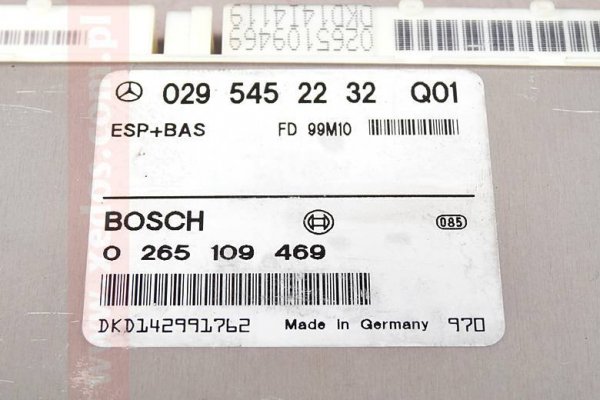 0265109469
DKD14I4119
029 545 22 32 Q01
ESP+BAS FD 99M10
BOSCH
0 265 109 469
085
DKD142991762 Made In Germany 970